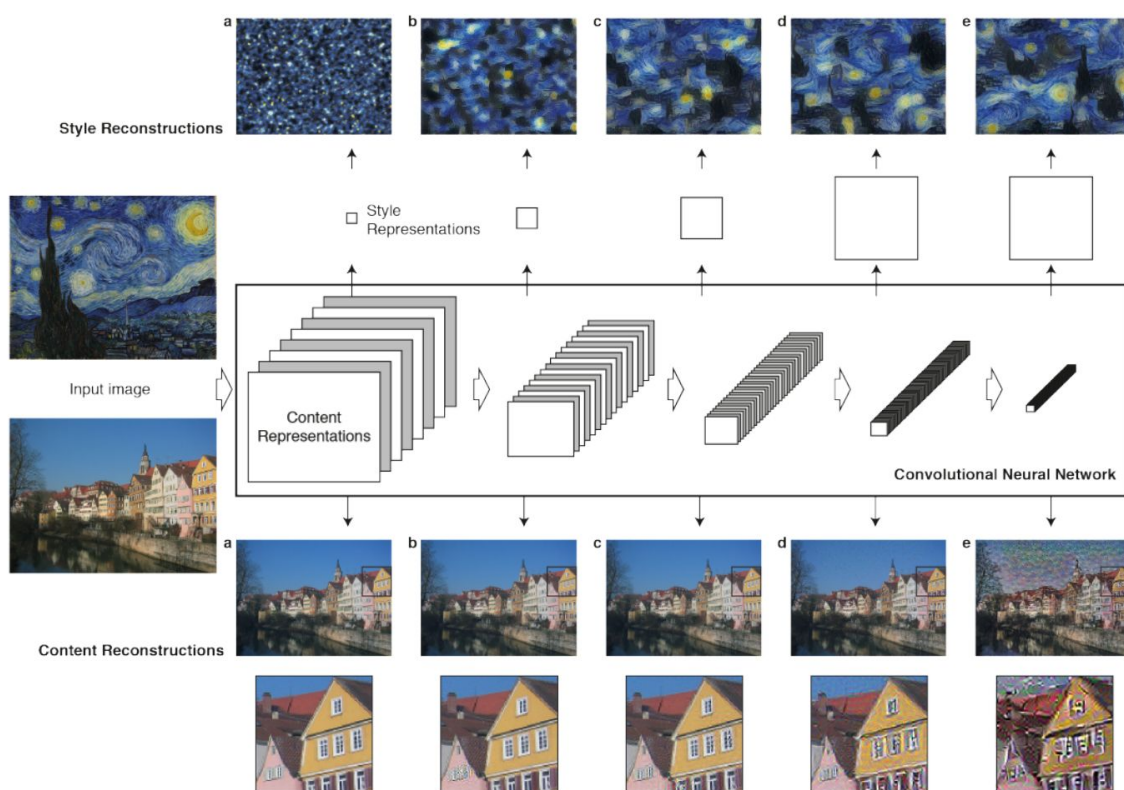 a
b
c
d
e
Style Reconstructions
Style
Representations
Input image
Content
Representations
Convolutional Neural Network
a
b
c
d
e
Content Reconstructions